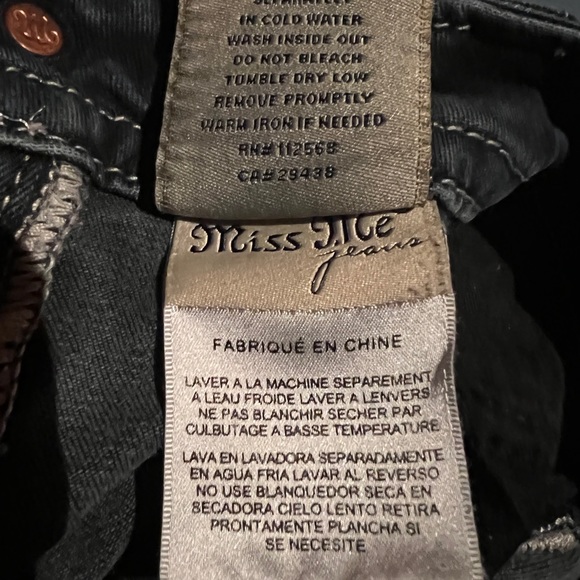 SEPARATELY
IN COLD WATER
WASH INSIDE OUT
DO NOT BLEACH
TUMBLE DRY LOW
REMOVE PROMPTLY
WARM IRON IF NEEDED
RN# 112568
CA# 29438
Miss Me
jeans
FABRIQUÉ EN CHINE
LAVER A LA MACHINE SEPAREMENT
A LEAU FROIDE LAVER A LENVERS
NE PAS BLANCHIR SECHER PAR
CULBUTAGE A BASSE TEMPERATURE
LAVA EN LAVADORA SEPARADAMENTE
EN AGUA FRIA LAVAR AL REVERSO
NO USE BLANQUEDOR SECA EN
SECADORA CIELO LENTO RETIRA
PRONTAMENTE PLANCHA SI
SE NECESITE